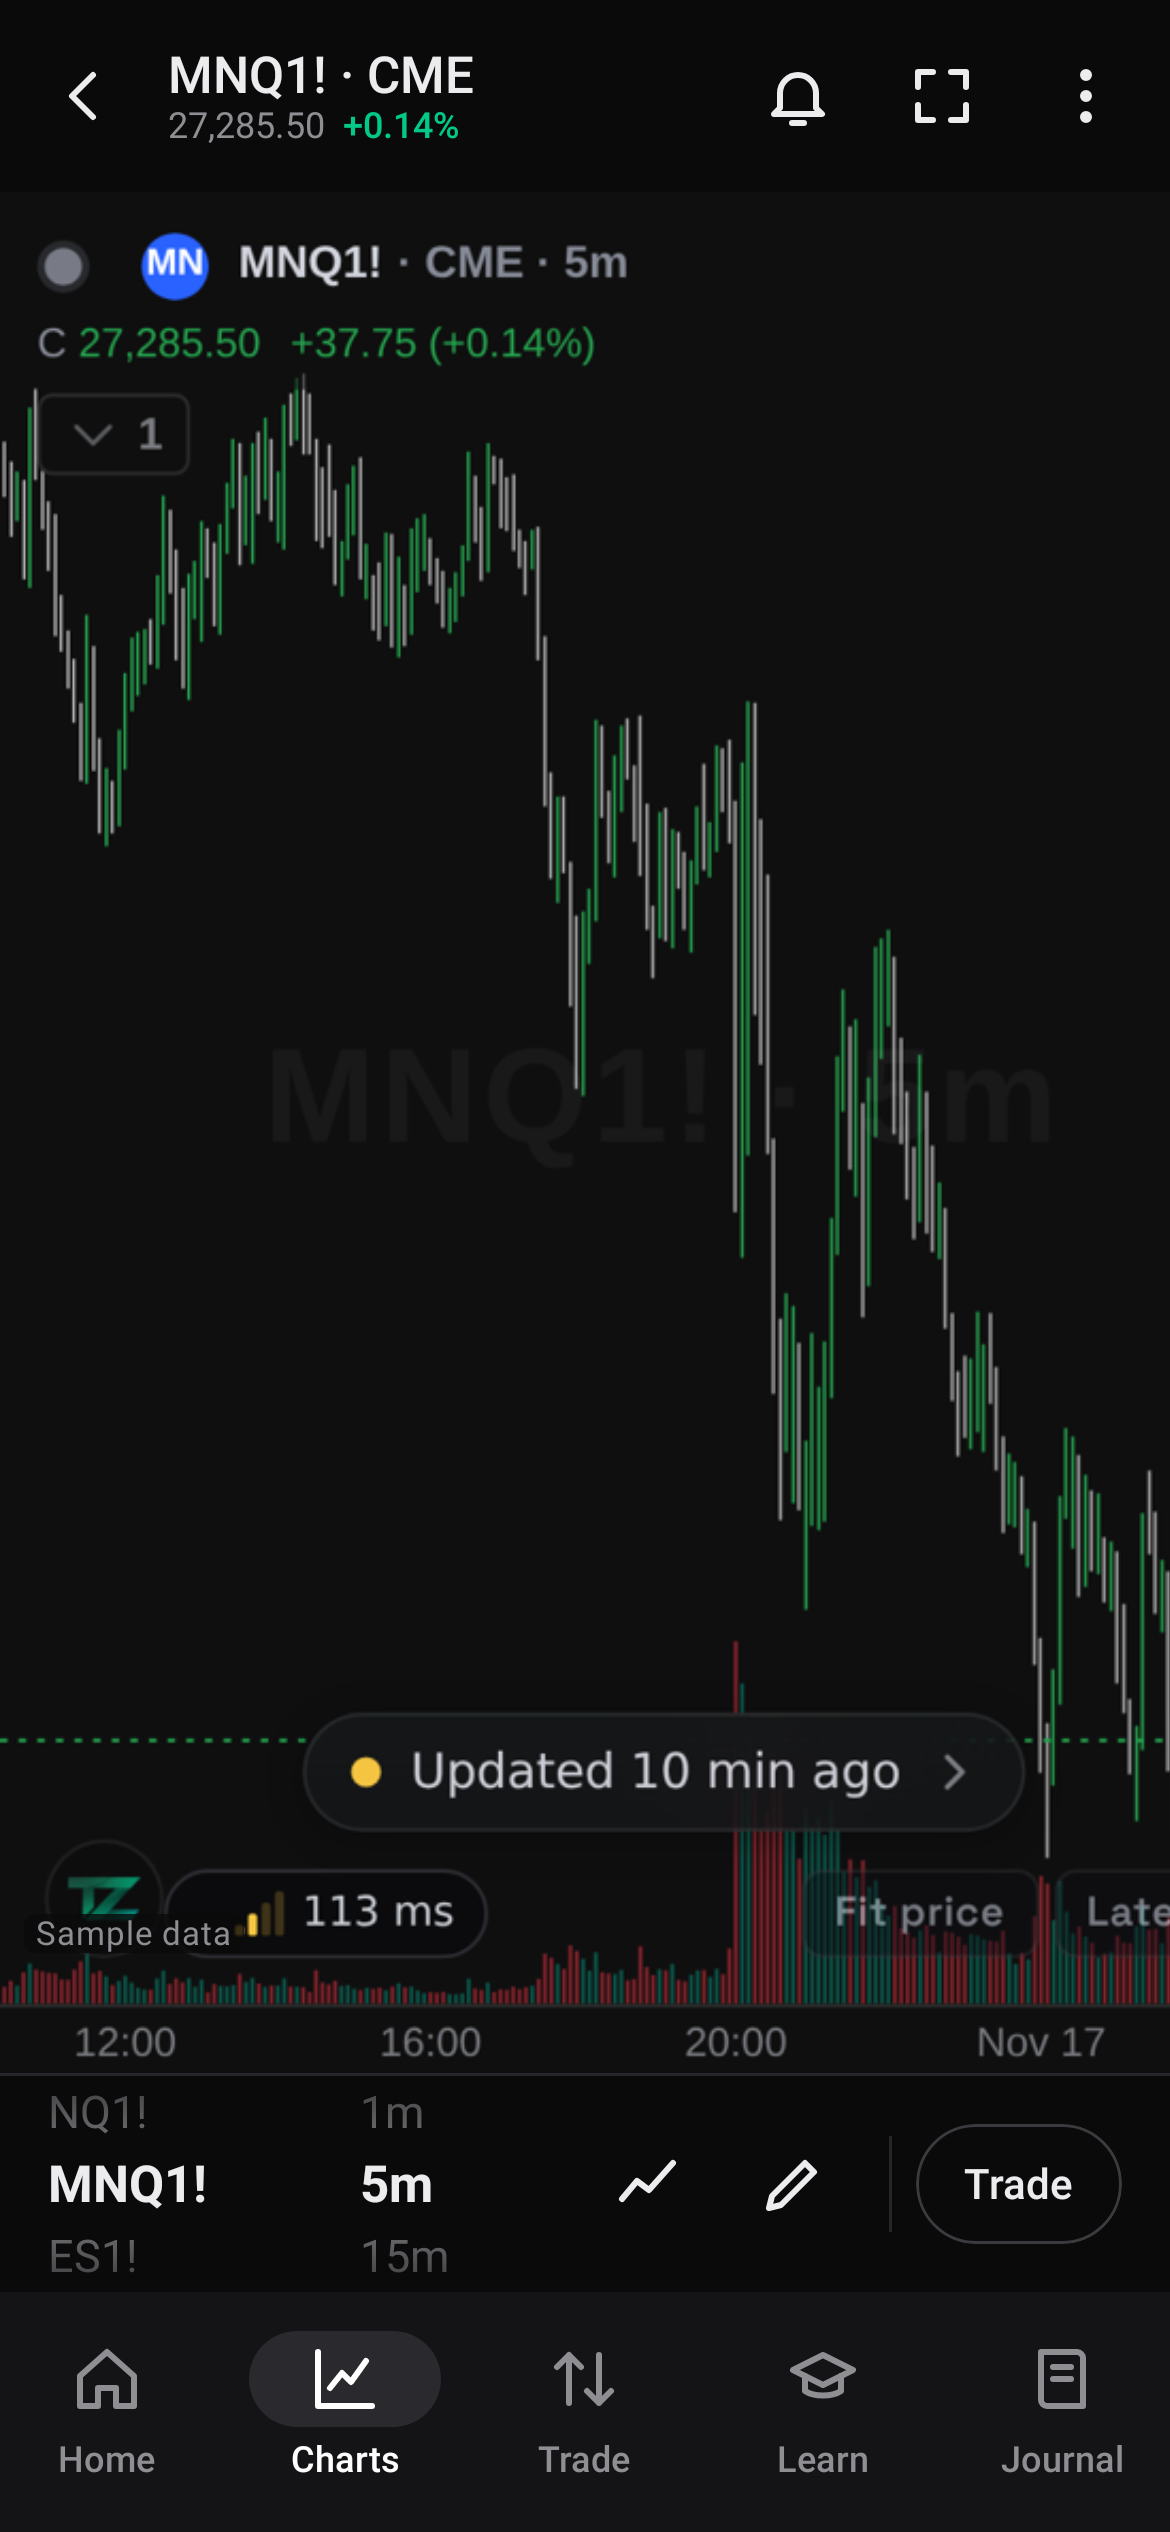 MNQ1! · CME
27,285.50 +0.14%
MN MNQ1! · CME · 5m
C 27,285.50 +37.75 (+0.14%)
1
MNQ1! · 5m
Updated 10 min ago
TZ
113 ms
Fit price
Late
Sample data
12:00 16:00 20:00 Nov 17
NQ1! 1m
MNQ1! 5m
Trade
ES1! 15m
Home Charts Trade Learn Journal